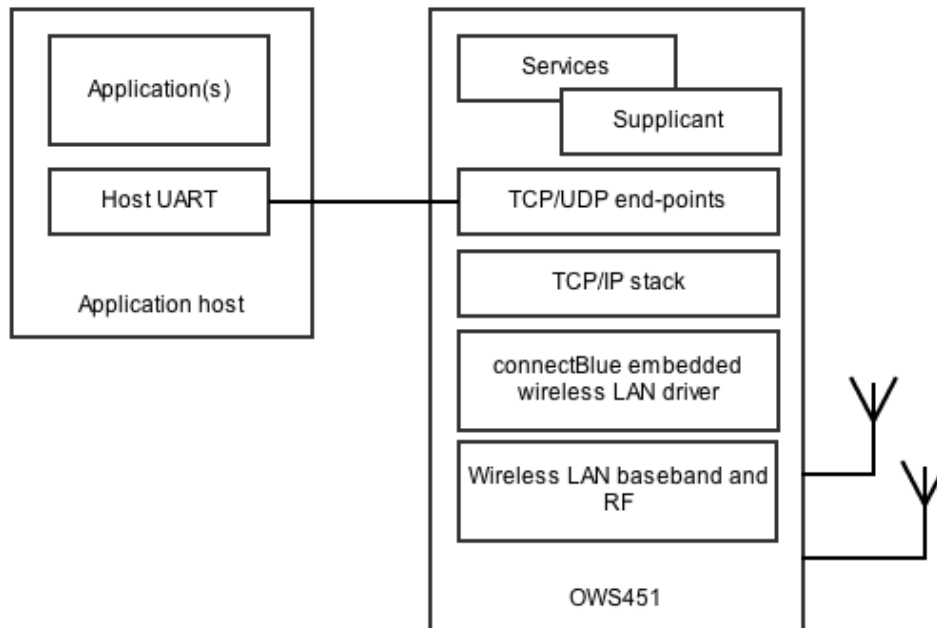 Application(s)
Host UART
Application host
Services
Supplicant
TCP/UDP end-points
TCP/IP stack
connectBlue embedded
wireless LAN driver
Wireless LAN baseband and
RF
OWS451